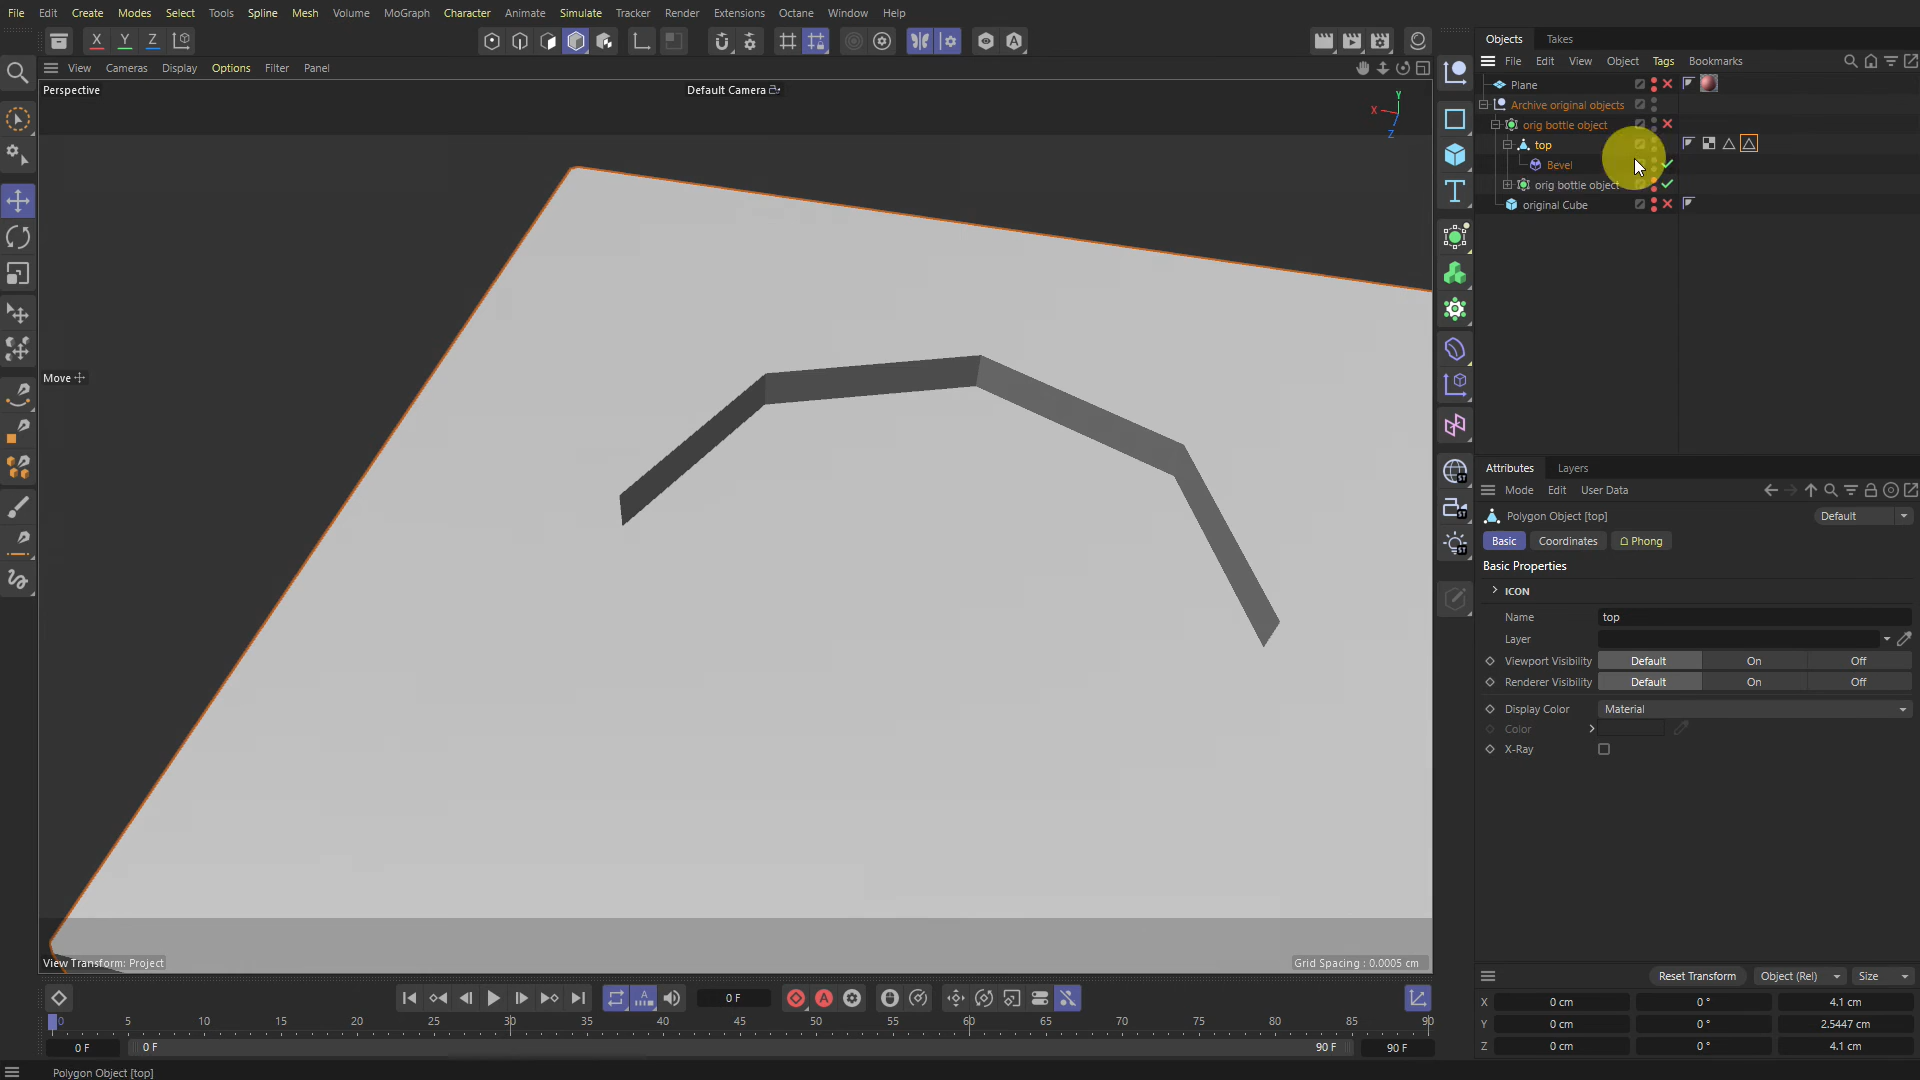 File Edit Create Modes Select Tools Spline Mesh Volume MoGraph Character Animate Simulate Tracker Render Extensions Octane Window Help
X Y Z
View Cameras Display Options Filter Panel
Perspective
Default Camera
Y
X
Z
Move
View Transform: Project
Grid Spacing : 0.0005 cm
Objects Takes
File Edit View Object Tags Bookmarks
Plane
Archive original objects
orig bottle object
top
Bevel
orig bottle object
original Cube
Attributes Layers
Mode Edit User Data
Polygon Object [top]
Default
Basic Coordinates Phong
Basic Properties
ICON
Name top
Layer
Viewport Visibility Default On Off
Renderer Visibility Default On Off
Display Color Material
Color
X-Ray
Reset Transform Object (Rel) Size
X 0 cm 0 ° 4.1 cm
Y 0 cm 0 ° 2.5447 cm
Z 0 cm 0 ° 4.1 cm
0 F
0 5 10 15 20 25 30 35 40 45 50 55 60 65 70 75 80 85 90
0 F 0 F 90 F 90 F
Polygon Object [top]